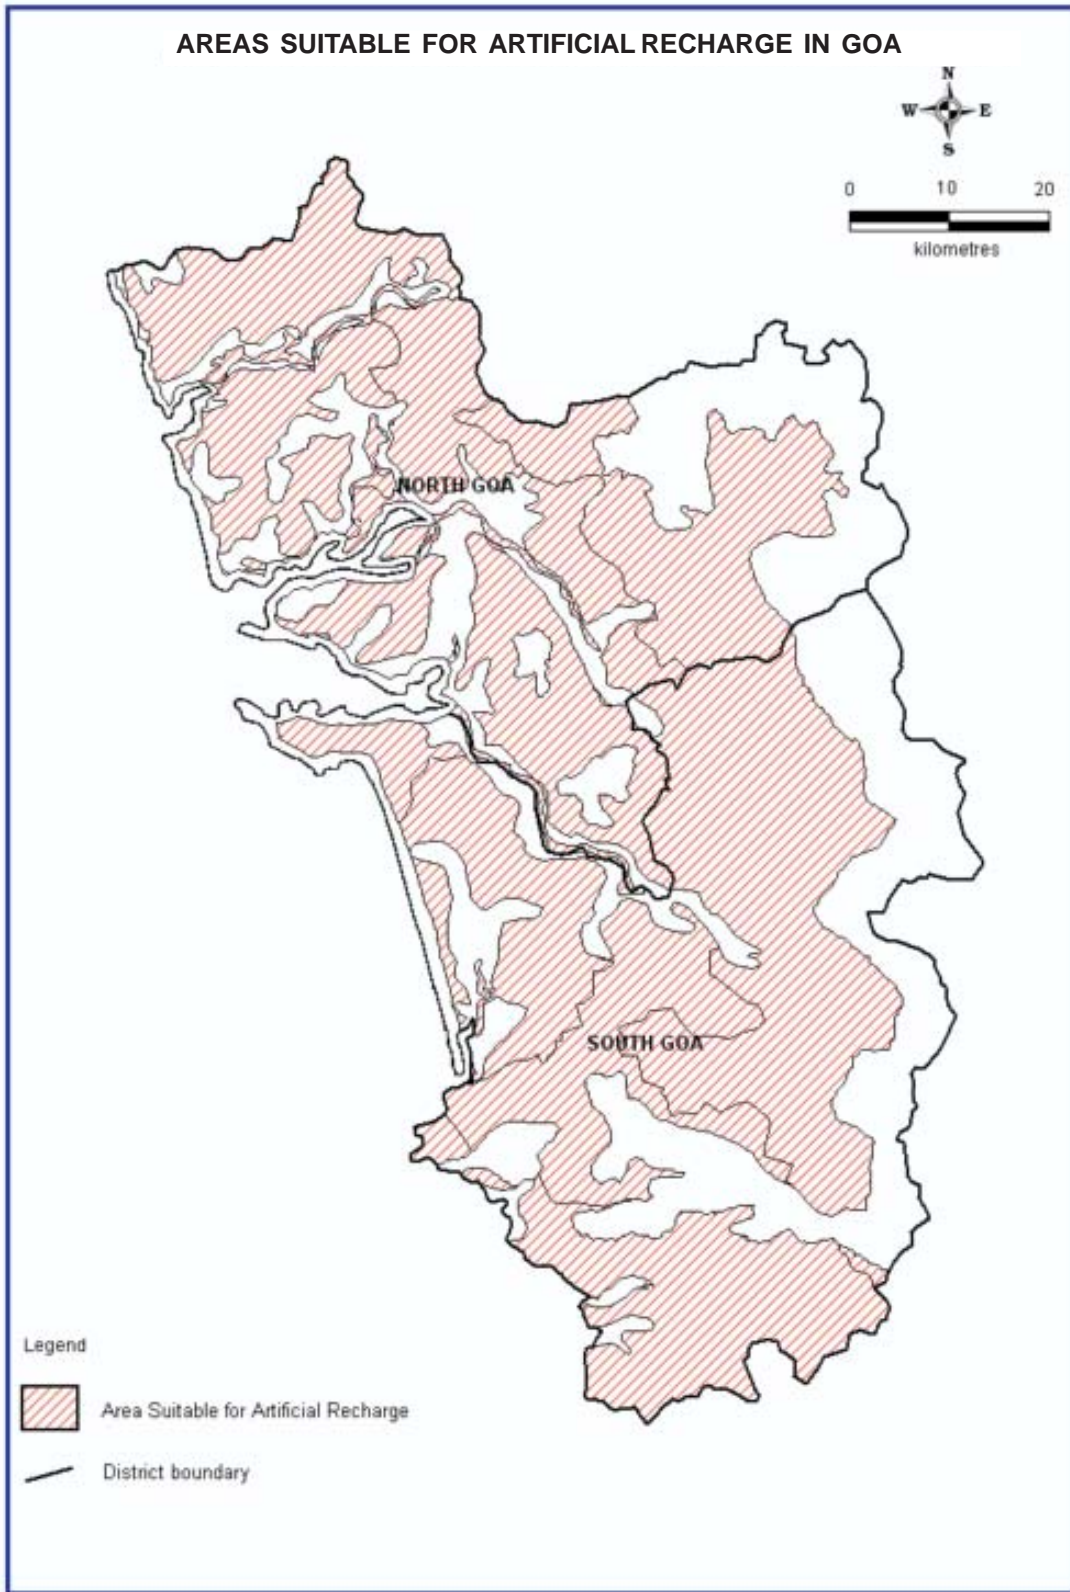 AREAS SUITABLE FOR ARTIFICIAL RECHARGE IN GOA
N
W E
S
0 10 20
kilometres
NORTH GOA
SOUTH GOA
Legend
Area Suitable for Artificial Recharge
District boundary